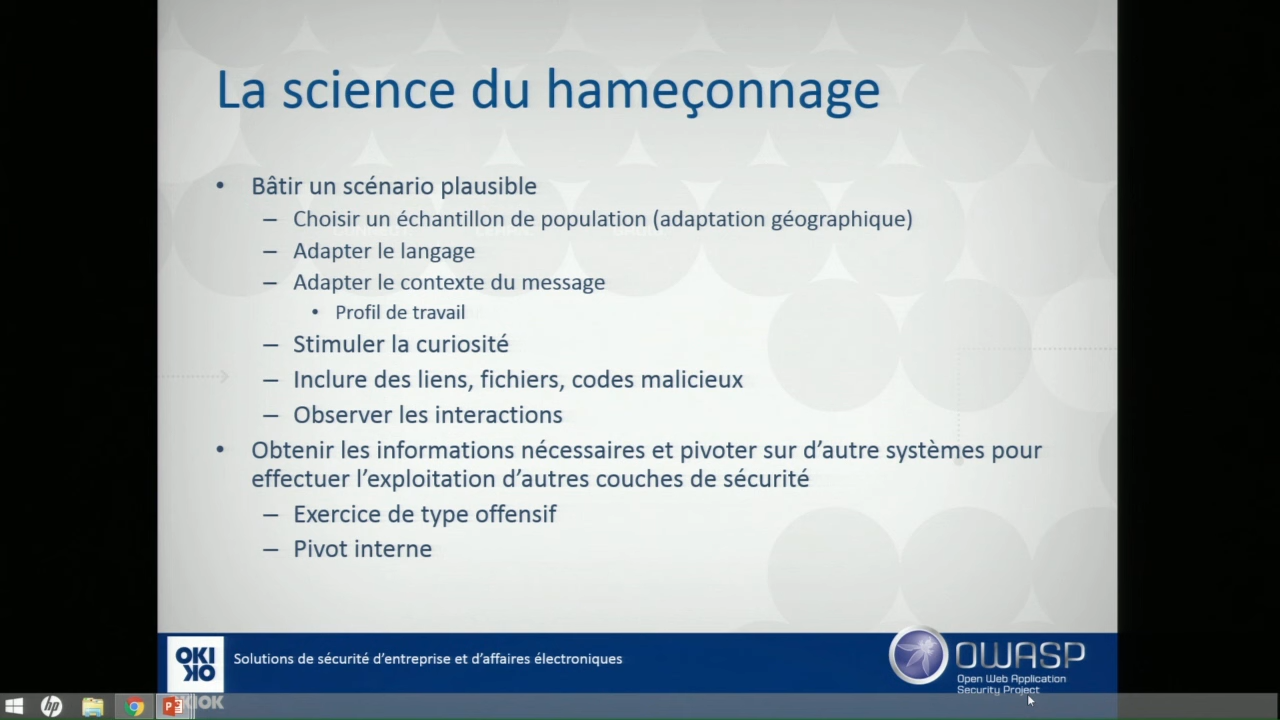 La science du hameçonnage
• Bâtir un scénario plausible
– Choisir un échantillon de population (adaptation géographique)
– Adapter le langage
– Adapter le contexte du message
• Profil de travail
– Stimuler la curiosité
– Inclure des liens, fichiers, codes malicieux
– Observer les interactions
• Obtenir les informations nécessaires et pivoter sur d’autre systèmes pour
effectuer l’exploitation d’autres couches de sécurité
– Exercice de type offensif
– Pivot interne
OKI
OK
Solutions de sécurité d’entreprise et d’affaires électroniques
OWASP
Open Web Application
Security Project
hp